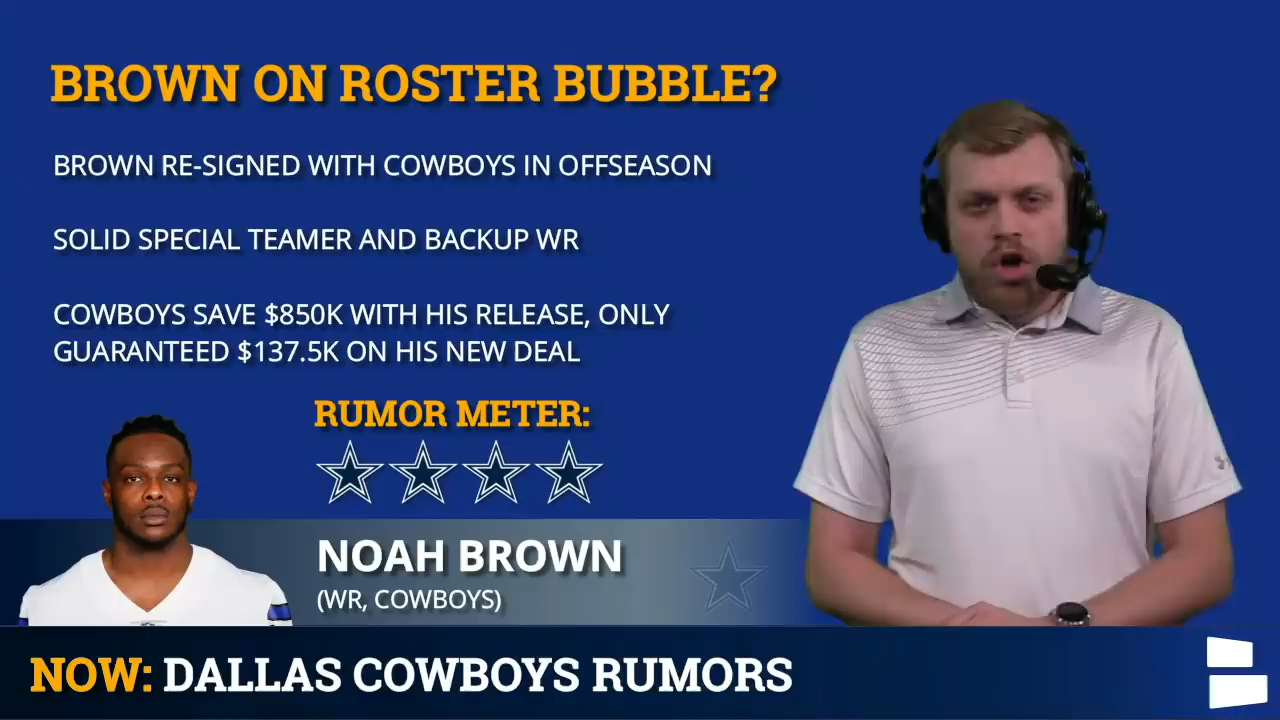 BROWN ON ROSTER BUBBLE?
BROWN RE-SIGNED WITH COWBOYS IN OFFSEASON
SOLID SPECIAL TEAMER AND BACKUP WR
COWBOYS SAVE $850K WITH HIS RELEASE, ONLY
GUARANTEED $137.5K ON HIS NEW DEAL
RUMOR METER:
NOAH BROWN
(WR, COWBOYS)
NOW: DALLAS COWBOYS RUMORS